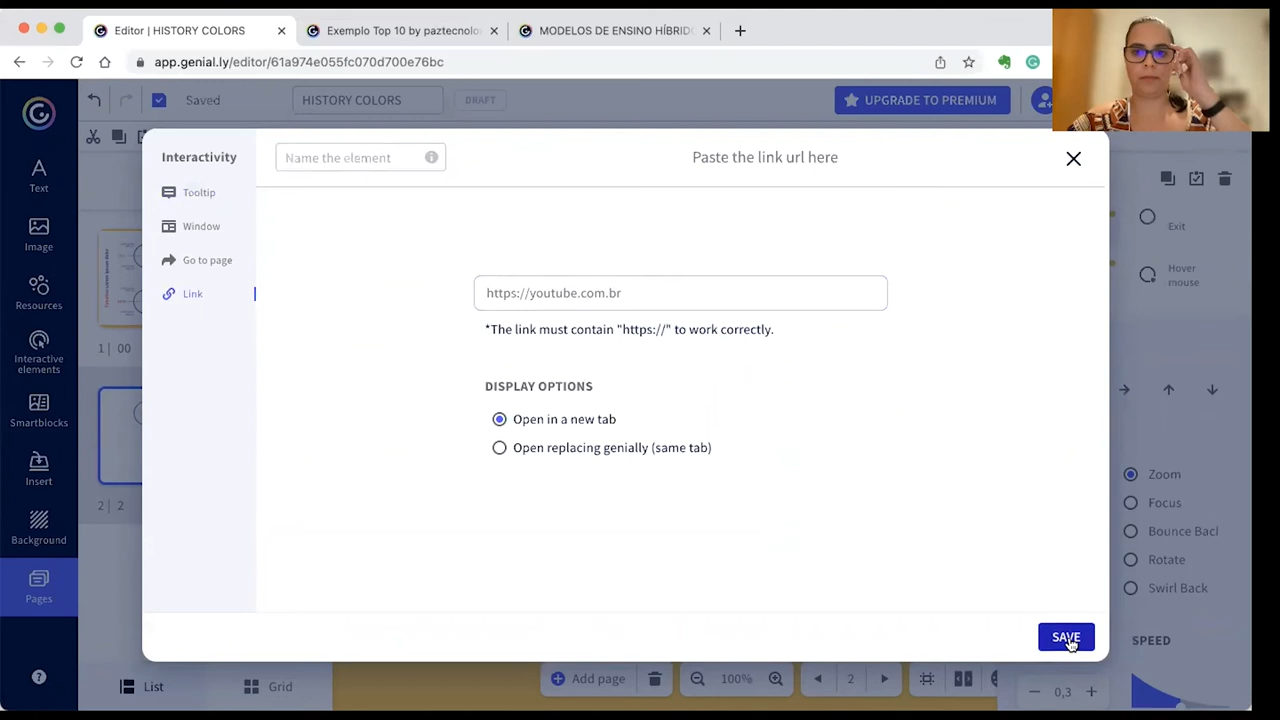 Editor | HISTORY COLORS
Exemplo Top 10 by paztecnolo
MODELOS DE ENSINO HÍBRID
app.genial.ly/editor/61a974e055fc070d700e76bc
Saved
HISTORY COLORS
DRAFT
UPGRADE TO PREMIUM
Interactivity
Name the element
Paste the link url here
Text
Tooltip
Image
Window
Exit
Go to page
Hover
mouse
Resources
Link
https://youtube.com.br
*The link must contain "https://" to work correctly.
Interactive
elements
1 | 00
DISPLAY OPTIONS
Smartblocks
Open in a new tab
Open replacing genially (same tab)
Insert
Zoom
Focus
2 | 2
Background
Bounce Bacl
Rotate
Pages
Swirl Back
SAVE
SPEED
List
Grid
Add page
100%
2
0,3